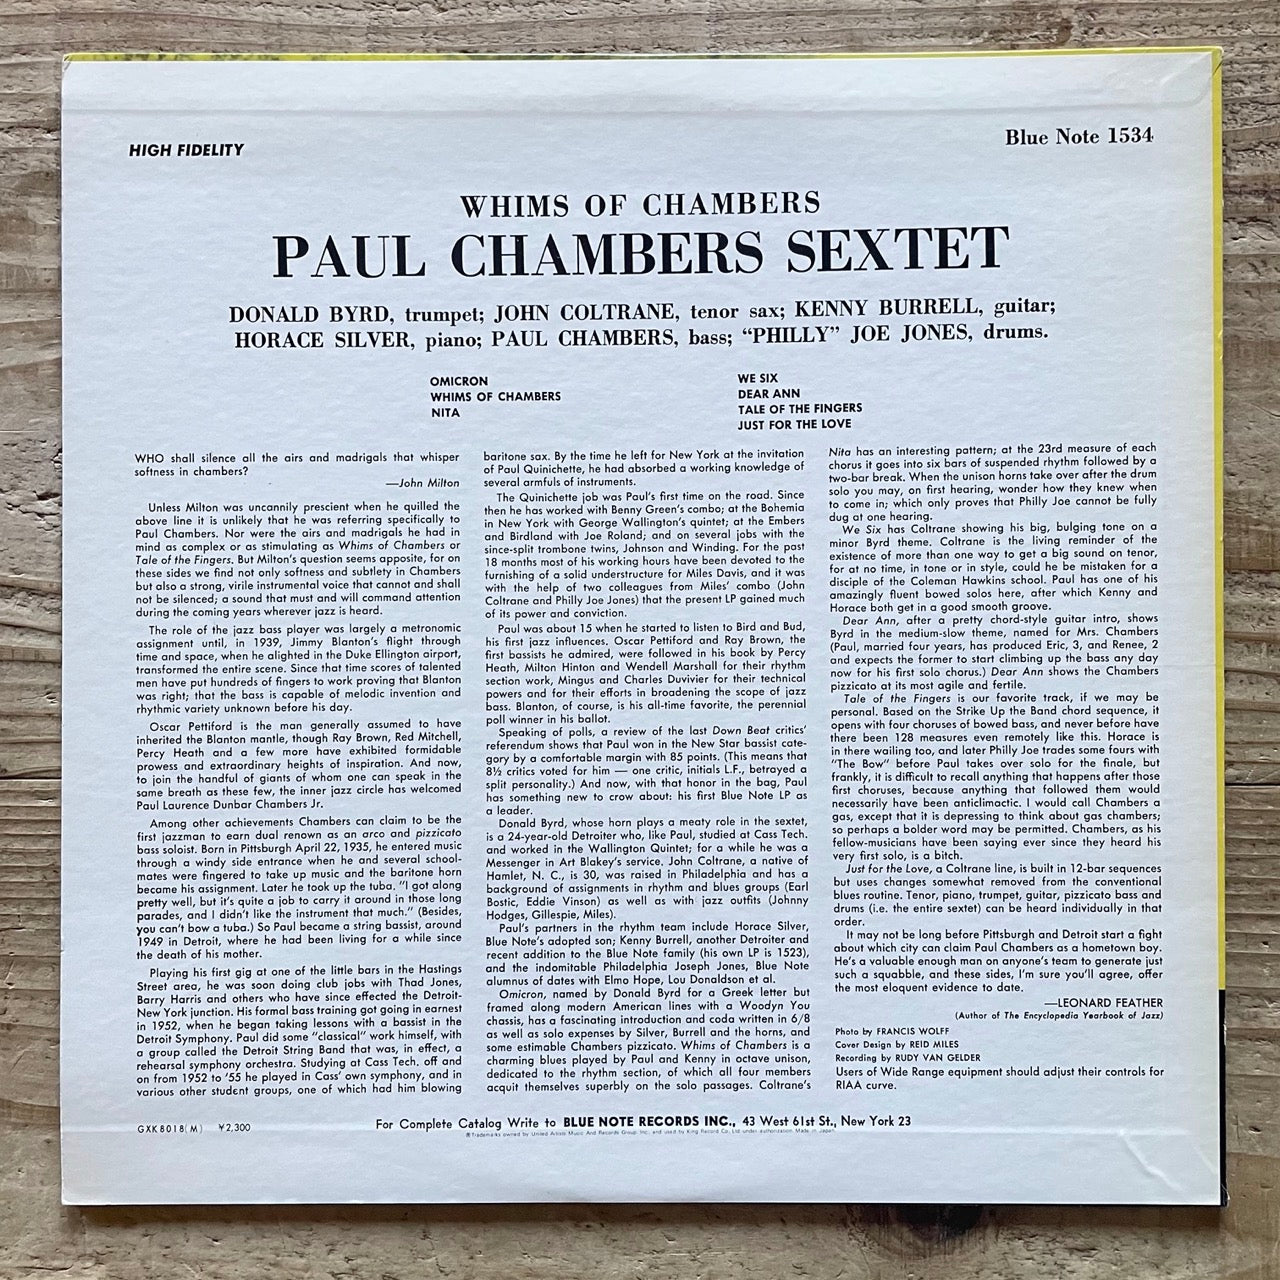 HIGH FIDELITY
Blue Note 1534
WHIMS OF CHAMBERS
PAUL CHAMBERS SEXTET
DONALD BYRD, trumpet; JOHN COLTRANE, tenor sax; KENNY BURRELL, guitar;
HORACE SILVER, piano; PAUL CHAMBERS, bass; “PHILLY” JOE JONES, drums.
OMICRON
WHIMS OF CHAMBERS
NITA
WE SIX
DEAR ANN
TALE OF THE FINGERS
JUST FOR THE LOVE
WHO shall silence all the airs and madrigals that whisper
softness in chambers?
—John Milton
Unless Milton was uncannily prescient when he quilled the
above line it is unlikely that he was referring specifically to
Paul Chambers. Nor were the airs and madrigals he had in
mind as complex or as stimulating as Whims of Chambers or
Tale of the Fingers. But Milton's question seems apposite, for on
these sides we find not only softness and subtlety in Chambers
but also a strong, virile instrumental voice that cannot and shall
not be silenced; a sound that must and will command attention
during the coming years wherever jazz is heard.
The role of the jazz bass player was largely a metronomic
assignment until, in 1939, Jimmy Blanton's flight through
time and space, when he alighted in the Duke Ellington airport,
transformed the entire scene. Since that time scores of talented
men have put hundreds of fingers to work proving that Blanton
was right; that the bass is capable of melodic invention and
rhythmic variety unknown before his day.
Oscar Pettiford is the man generally assumed to have
inherited the Blanton mantle, though Ray Brown, Red Mitchell,
Percy Heath and a few more have exhibited formidable
prowess and extraordinary heights of inspiration. And now,
to join the handful of giants of whom one can speak in the
same breath as these few, the inner jazz circle has welcomed
Paul Laurence Dunbar Chambers Jr.
Among other achievements Chambers can claim to be the
first jazzman to earn dual renown as an arco and pizzicato
bass soloist. Born in Pittsburgh April 22, 1935, he entered music
through a windy side entrance when he and several school-
mates were fingered to take up music and the baritone horn
became his assignment. Later he took up the tuba. "I got along
pretty well, but it's quite a job to carry it around in those long
parades, and I didn't like the instrument that much." (Besides,
you can't bow a tuba.) So Paul became a string bassist, around
1949 in Detroit, where he had been living for a while since
the death of his mother.
Playing his first gig at one of the little bars in the Hastings
Street area, he was soon doing club jobs with Thad Jones,
Barry Harris and others who have since effected the Detroit-
New York junction. His formal bass training got going in earnest
in 1952, when he began taking lessons with a bassist in the
Detroit Symphony. Paul did some "classical" work himself, with
a group called the Detroit String Band that was, in effect, a
rehearsal symphony orchestra. Studying at Cass Tech. off and
on from 1952 to '55 he played in Cass' own symphony, and in
various other student groups, one of which had him blowing
baritone sax. By the time he left for New York at the invitation
of Paul Quinichette, he had absorbed a working knowledge of
several armfuls of instruments.
The Quinichette job was Paul's first time on the road. Since
then he has worked with Benny Green's combo; at the Bohemia
in New York with George Wallington's quintet; at the Embers
and Birdland with Joe Roland; and on several jobs with the
since-split trombone twins, Johnson and Winding. For the past
18 months most of his working hours have been devoted to the
furnishing of a solid understructure for Miles Davis, and it was
with the help of two colleagues from Miles' combo (John
Coltrane and Philly Joe Jones) that the present LP gained much
of its power and conviction.
Paul was about 15 when he started to listen to Bird and Bud,
his first jazz influences. Oscar Pettiford and Ray Brown, the
first bassists he admired, were followed in his book by Percy
Heath, Milton Hinton and Wendell Marshall for their rhythm
section work, Mingus and Charles Duvivier for their technical
powers and for their efforts in broadening the scope of jazz
bass. Blanton, of course, is his all-time favorite, the perennial
poll winner in his ballot.
Speaking of polls, a review of the last Down Beat critics'
referendum shows that Paul won in the New Star bassist cate-
gory by a comfortable margin with 85 points. (This means that
8½ critics voted for him — one critic, initials L.F., betrayed a
split personality.) And now, with that honor in the bag, Paul
has something new to crow about: his first Blue Note LP as
a leader.
Donald Byrd, whose horn plays a meaty role in the sextet,
is a 24-year-old Detroiter who, like Paul, studied at Cass Tech.
and worked in the Wallington Quintet; for a while he was a
Messenger in Art Blakey's service. John Coltrane, a native of
Hamlet, N. C., is 30, was raised in Philadelphia and has a
background of assignments in rhythm and blues groups (Earl
Bostic, Eddie Vinson) as well as with jazz outfits (Johnny
Hodges, Gillespie, Miles).
Paul's partners in the rhythm team include Horace Silver,
Blue Note's adopted son; Kenny Burrell, another Detroiter and
recent addition to the Blue Note family (his own LP is 1523),
and the indomitable Philadelphia Joseph Jones, Blue Note
alumnus of dates with Elmo Hope, Lou Donaldson et al.
Omicron, named by Donald Byrd for a Greek letter but
framed along modern American lines with a Woodyn You
chassis, has a fascinating introduction and coda written in 6/8
as well as solo expenses by Silver, Burrell and the horns, and
some estimable Chambers pizzicato. Whims of Chambers is a
charming blues played by Paul and Kenny in octave unison,
dedicated to the rhythm section, of which all four members
acquit themselves superbly on the solo passages. Coltrane's
Nita has an interesting pattern; at the 23rd measure of each
chorus it goes into six bars of suspended rhythm followed by a
two-bar break. When the unison horns take over after the drum
solo you may, on first hearing, wonder how they knew when
to come in; which only proves that Philly Joe cannot be fully
dug at one hearing.
We Six has Coltrane showing his big, bulging tone on a
minor Byrd theme. Coltrane is the living reminder of the
existence of more than one way to get a big sound on tenor,
for at no time, in tone or in style, could he be mistaken for a
disciple of the Coleman Hawkins school. Paul has one of his
amazingly fluent bowed solos here, after which Kenny and
Horace both get in a good smooth groove.
Dear Ann, after a pretty chord-style guitar intro, shows
Byrd in the medium-slow theme, named for Mrs. Chambers
(Paul, married four years, has produced Eric, 3, and Renee, 2
and expects the former to start climbing up the bass any day
now for his first solo chorus.) Dear Ann shows the Chambers
pizzicato at its most agile and fertile.
Tale of the Fingers is our favorite track, if we may be
personal. Based on the Strike Up the Band chord sequence, it
opens with four choruses of bowed bass, and never before have
there been 128 measures even remotely like this. Horace is
in there wailing too, and later Philly Joe trades some fours with
"The Bow" before Paul takes over solo for the finale, but
frankly, it is difficult to recall anything that happens after those
first choruses, because anything that followed them would
necessarily have been anticlimactic. I would call Chambers a
gas, except that it is depressing to think about gas chambers;
so perhaps a bolder word may be permitted. Chambers, as his
fellow-musicians have been saying ever since they heard his
very first solo, is a bitch.
Just for the Love, a Coltrane line, is built in 12-bar sequences
but uses changes somewhat removed from the conventional
blues routine. Tenor, piano, trumpet, guitar, pizzicato bass and
drums (i.e. the entire sextet) can be heard individually in that
order.
It may not be long before Pittsburgh and Detroit start a fight
about which city can claim Paul Chambers as a hometown boy.
He's a valuable enough man on anyone's team to generate just
such a squabble, and these sides, I'm sure you'll agree, offer
the most eloquent evidence to date.
—LEONARD FEATHER
(Author of The Encyclopedia Yearbook of Jazz)
Photo by FRANCIS WOLFF
Cover Design by REID MILES
Recording by RUDY VAN GELDER
Users of Wide Range equipment should adjust their controls for
RIAA curve.
GXK 8018(M) ¥2,300
For Complete Catalog Write to BLUE NOTE RECORDS INC., 43 West 61st St., New York 23
® Trademarks owned by United Artists Music And Records Group Inc. and used by King Record Co., Ltd under authorization. Made in Japan.